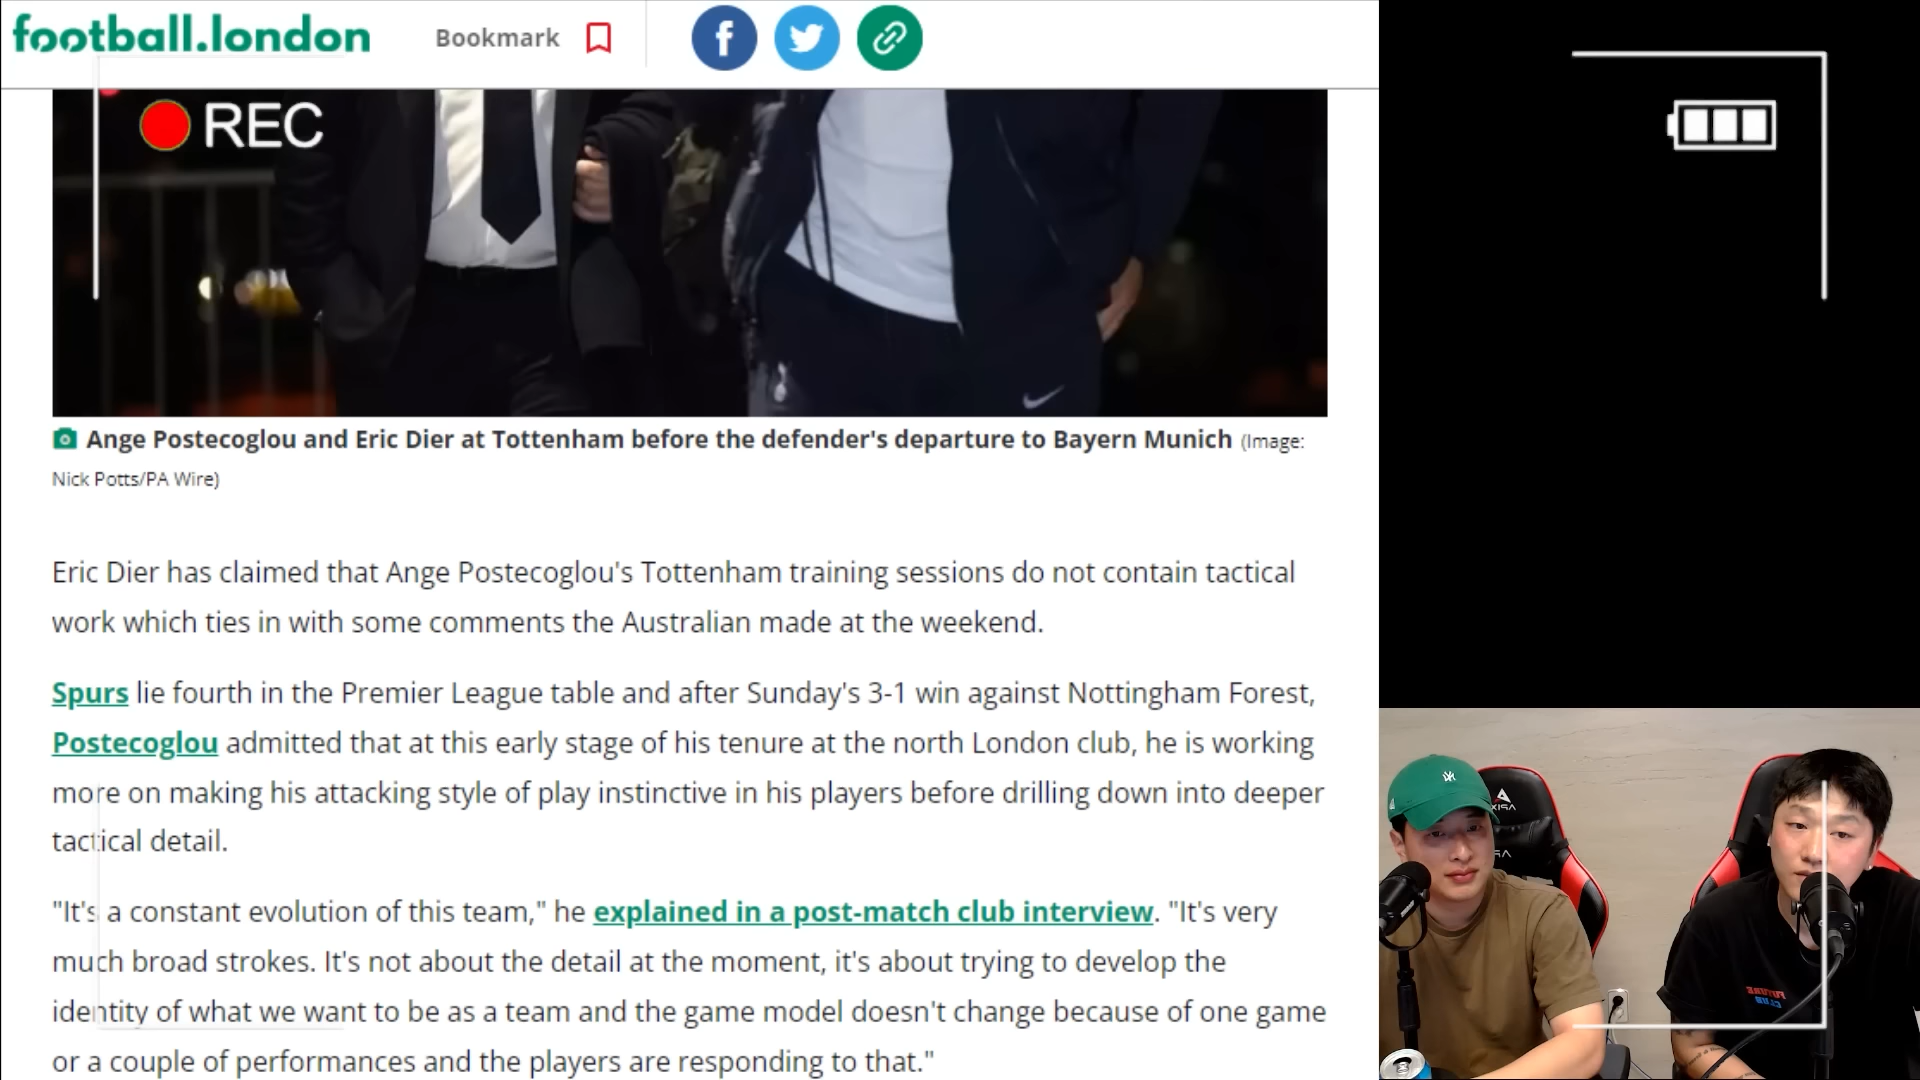 football.london
Bookmark
REC
Ange Postecoglou and Eric Dier at Tottenham before the defender's departure to Bayern Munich (Image:
Nick Potts/PA Wire)
Eric Dier has claimed that Ange Postecoglou's Tottenham training sessions do not contain tactical
work which ties in with some comments the Australian made at the weekend.
Spurs lie fourth in the Premier League table and after Sunday's 3-1 win against Nottingham Forest,
Postecoglou admitted that at this early stage of his tenure at the north London club, he is working
more on making his attacking style of play instinctive in his players before drilling down into deeper
tactical detail.
"It's a constant evolution of this team," he explained in a post-match club interview. "It's very
much broad strokes. It's not about the detail at the moment, it's about trying to develop the
identity of what we want to be as a team and the game model doesn't change because of one game
or a couple of performances and the players are responding to that."